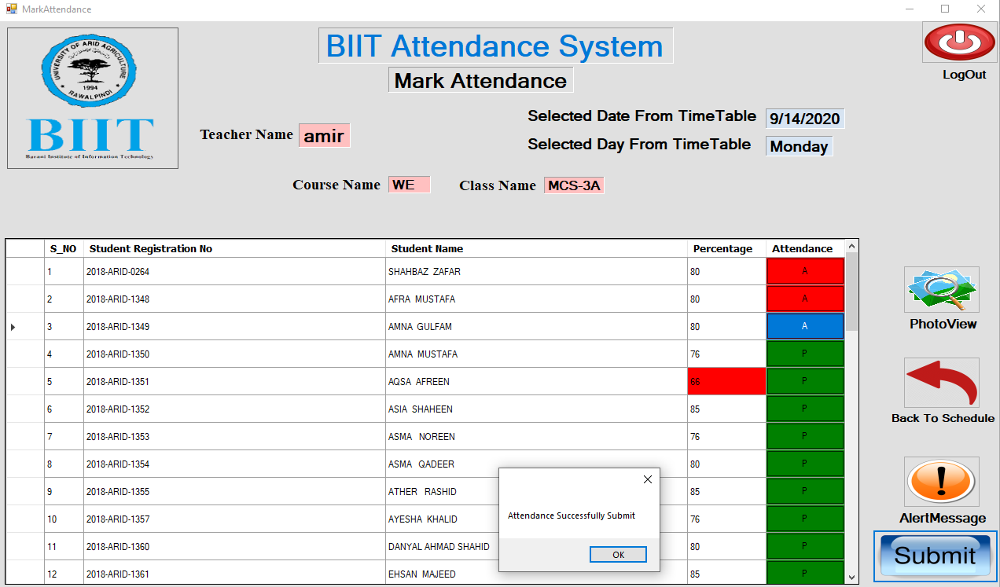 MarkAttendance
UNIVERSITY OF ARID AGRICULTURE
1994
RAWALPINDI
BIIT
Barani Institute of Information Technology
BIIT Attendance System
Mark Attendance
LogOut
Teacher Name amir
Selected Date From TimeTable 9/14/2020
Selected Day From TimeTable Monday
Course Name WE Class Name MCS-3A
S_NO Student Registration No Student Name Percentage Attendance
1 2018-ARID-0264 SHAHBAZ ZAFAR 80 A
2 2018-ARID-1348 AFRA MUSTAFA 80 A
3 2018-ARID-1349 AMNA GULFAM 80 A
4 2018-ARID-1350 AMNA MUSTAFA 76 P
5 2018-ARID-1351 AQSA AFREEN 66 P
6 2018-ARID-1352 ASIA SHAHEEN 85 P
7 2018-ARID-1353 ASMA NOREEN 76 P
8 2018-ARID-1354 ASMA QADEER 80 P
9 2018-ARID-1355 ATHER RASHID 85 P
10 2018-ARID-1357 AYESHA KHALID 76 P
11 2018-ARID-1360 DANYAL AHMAD SHAHID 80 P
12 2018-ARID-1361 EHSAN MAJEED 85 P
Attendance Successfully Submit
OK
PhotoView
Back To Schedule
AlertMessage
Submit